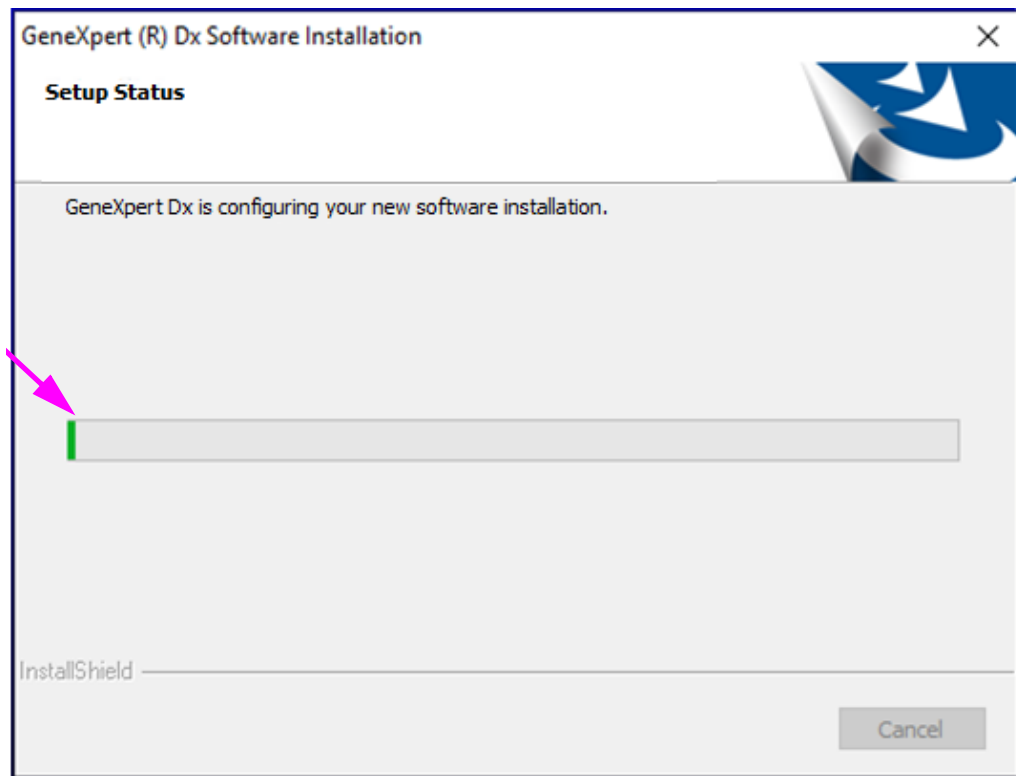 GeneXpert (R) Dx Software Installation
Setup Status
GeneXpert Dx is configuring your new software installation.
InstallShield
Cancel